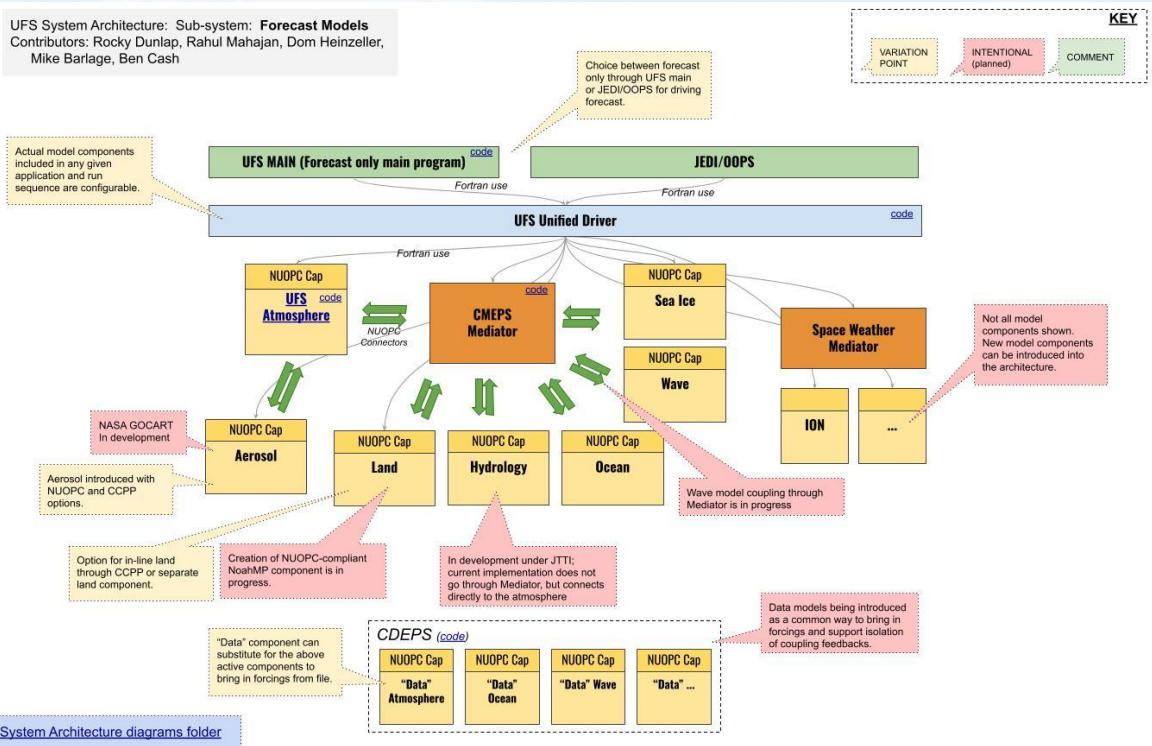 UFS System Architecture: Sub-system: Forecast Models
Contributors: Rocky Dunlap, Rahul Mahajan, Dom Heinzeller,
Mike Barlage, Ben Cash
KEY
VARIATION
POINT
INTENTIONAL
(planned)
COMMENT
Choice between forecast
only through UFS main
or JEDI/OOPS for driving
forecast.
Actual model components
included in any given
application and run
sequence are configurable.
UFS MAIN (Forecast only main program)
code
JEDI/OOPS
Fortran use
Fortran use
UFS Unified Driver
code
Fortran use
NUOPC Cap
UFS
Atmosphere
code
NUOPC
Connectors
code
CMEPS
Mediator
NUOPC Cap
Sea Ice
NUOPC Cap
Wave
Space Weather
Mediator
Not all model
components shown.
New model components
can be introduced into
the architecture.
ION
...
NASA GOCART
In development
NUOPC Cap
Aerosol
Aerosol introduced with
NUOPC and CCPP
options.
NUOPC Cap
Land
NUOPC Cap
Hydrology
NUOPC Cap
Ocean
Wave model coupling through
Mediator is in progress
Option for in-line land
through CCPP or separate
land component.
Creation of NUOPC-compliant
NoahMP component is in
progress.
In development under JTTI;
current implementation does not
go through Mediator, but connects
directly to the atmosphere
Data models being introduced
as a common way to bring in
forcings and support isolation
of coupling feedbacks.
"Data" component can
substitute for the above
active components to
bring in forcings from file.
CDEPS (code)
NUOPC Cap
"Data"
Atmosphere
NUOPC Cap
"Data"
Ocean
NUOPC Cap
"Data" Wave
NUOPC Cap
"Data" ...
System Architecture diagrams folder